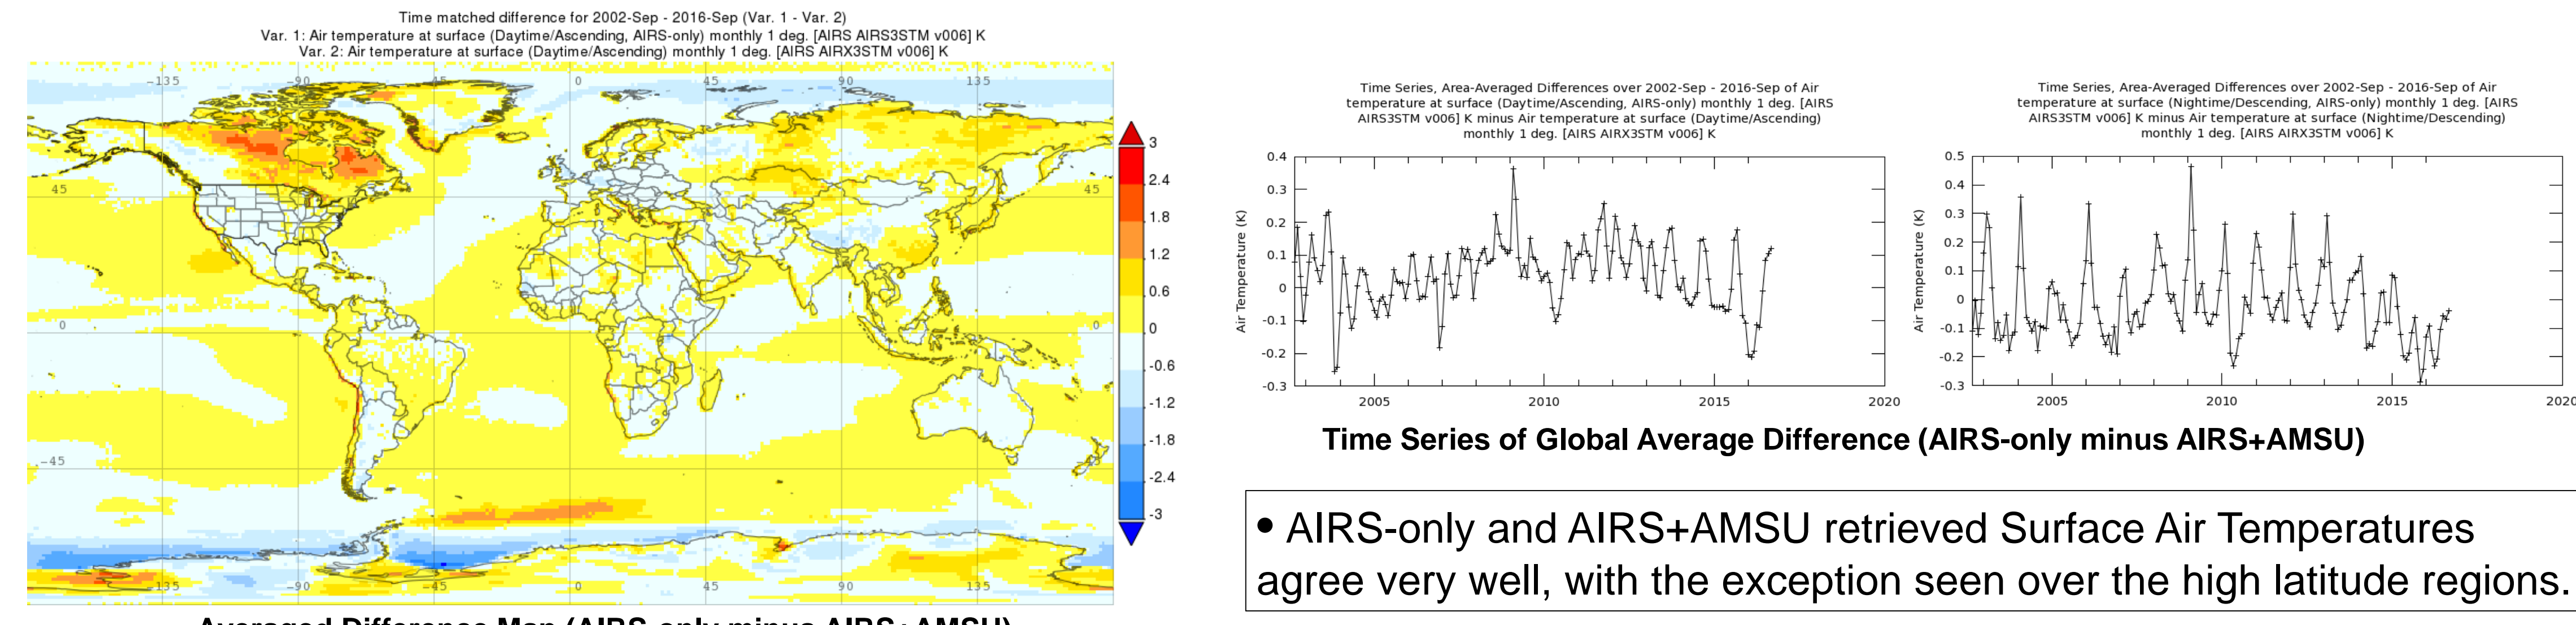 Time matched difference for 2002-Sep - 2016-Sep (Var. 1 - Var. 2)
Var. 1: Air temperature at surface (Daytime/Ascending, AIRS-only) monthly 1 deg. [AIRS AIRS3STM v006] K
Var. 2: Air temperature at surface (Daytime/Ascending) monthly 1 deg. [AIRS AIRX3STM v006] K
-135 -90 -45 0 45 90 135
45 45
0 0
-45 -45
-135 -90 -45 0 45 90 135
3
2.4
1.8
1.2
0.6
0
-0.6
-1.2
-1.8
-2.4
-3
Averaged Difference Map (AIRS-only minus AIRS+AMSU)
Time Series, Area-Averaged Differences over 2002-Sep - 2016-Sep of Air
temperature at surface (Daytime/Ascending, AIRS-only) monthly 1 deg. [AIRS
AIRS3STM v006] K minus Air temperature at surface (Daytime/Ascending)
monthly 1 deg. [AIRS AIRX3STM v006] K
Air Temperature (K)
0.4
0.3
0.2
0.1
0
-0.1
-0.2
-0.3
2005 2010 2015 2020
Time Series, Area-Averaged Differences over 2002-Sep - 2016-Sep of Air
temperature at surface (Nightime/Descending, AIRS-only) monthly 1 deg. [AIRS
AIRS3STM v006] K minus Air temperature at surface (Nightime/Descending)
monthly 1 deg. [AIRS AIRX3STM v006] K
Air Temperature (K)
0.5
0.4
0.3
0.2
0.1
0
-0.1
-0.2
-0.3
2005 2010 2015 2020
Time Series of Global Average Difference (AIRS-only minus AIRS+AMSU)
• AIRS-only and AIRS+AMSU retrieved Surface Air Temperatures
agree very well, with the exception seen over the high latitude regions.